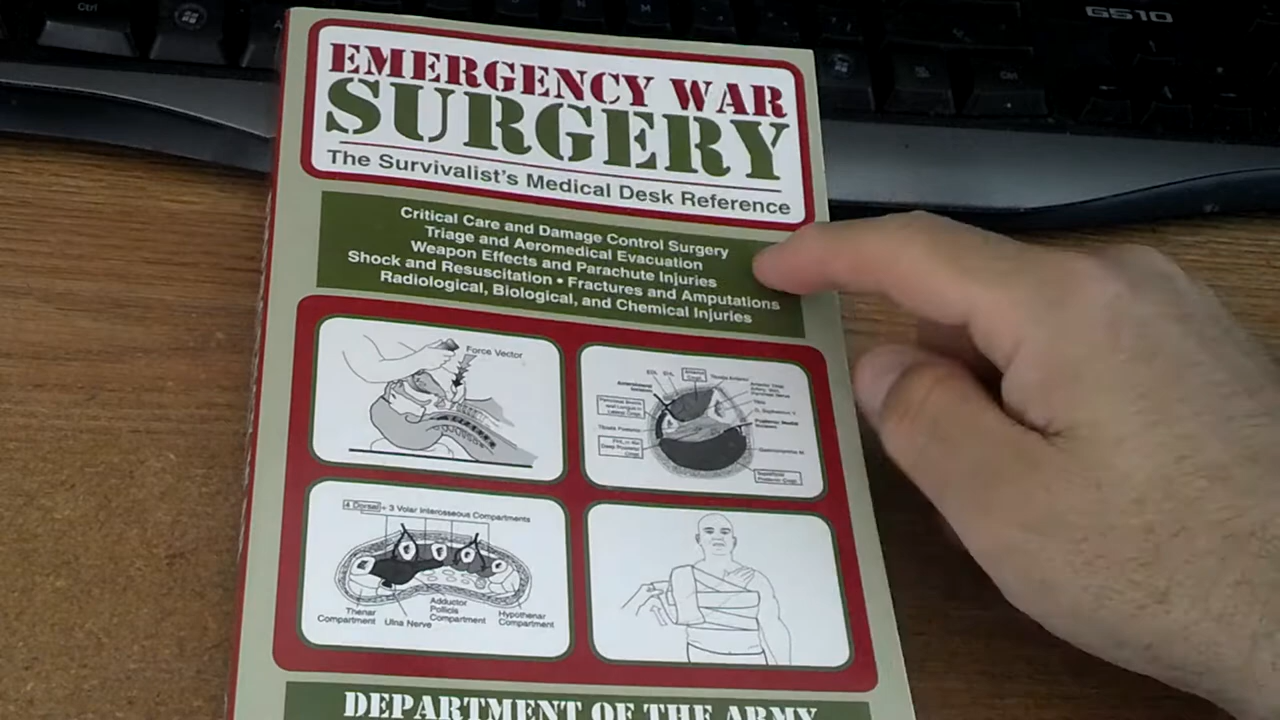 G510
Ctrl
Ctrl
EMERGENCY WAR
SURGERY
The Survivalist's Medical Desk Reference
Critical Care and Damage Control Surgery
Triage and Aeromedical Evacuation
Weapon Effects and Parachute Injuries
Shock and Resuscitation • Fractures and Amputations
Radiological, Biological, and Chemical Injuries
Force Vector
4 Dorsal + 3 Volar Interosseous Compartments
Thenar
Compartment
Ulna Nerve
Adductor
Pollicis
Compartment
Hypothenar
Compartment
DEPARTMENT OF THE ARMY